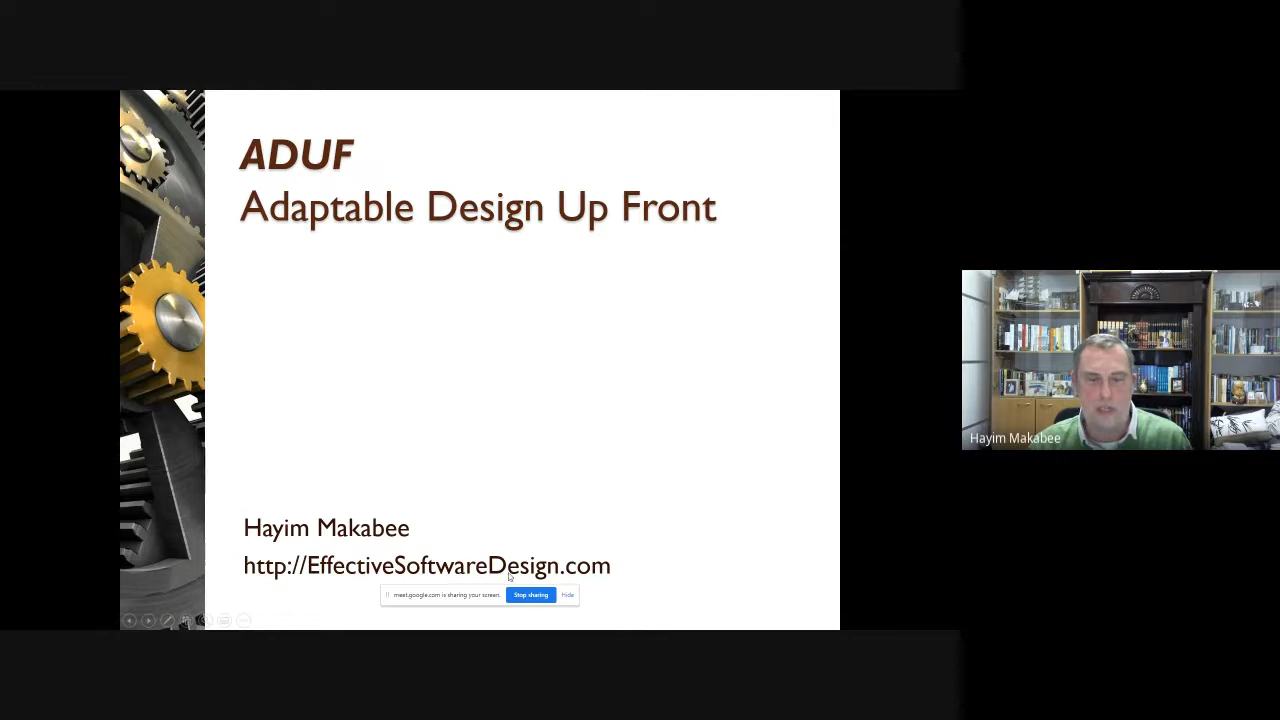 ADUF
Adaptable Design Up Front
Hayim Makabee
http://EffectiveSoftwareDesign.com
meet.google.com is sharing your screen.
Stop sharing
Hide
Hayim Makabee